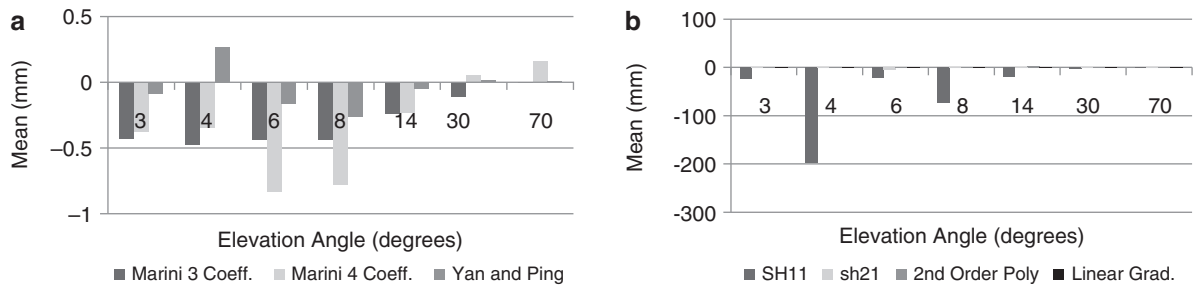 a
0.5
0
−0.5
−1
Mean (mm)
3 4 6 8 14 30 70
Elevation Angle (degrees)
Marini 3 Coeff. Marini 4 Coeff. Yan and Ping
b
100
0
-100
-200
-300
Mean (mm)
3 4 6 8 14 30 70
Elevation Angle (degrees)
SH11 sh21 2nd Order Poly Linear Grad.